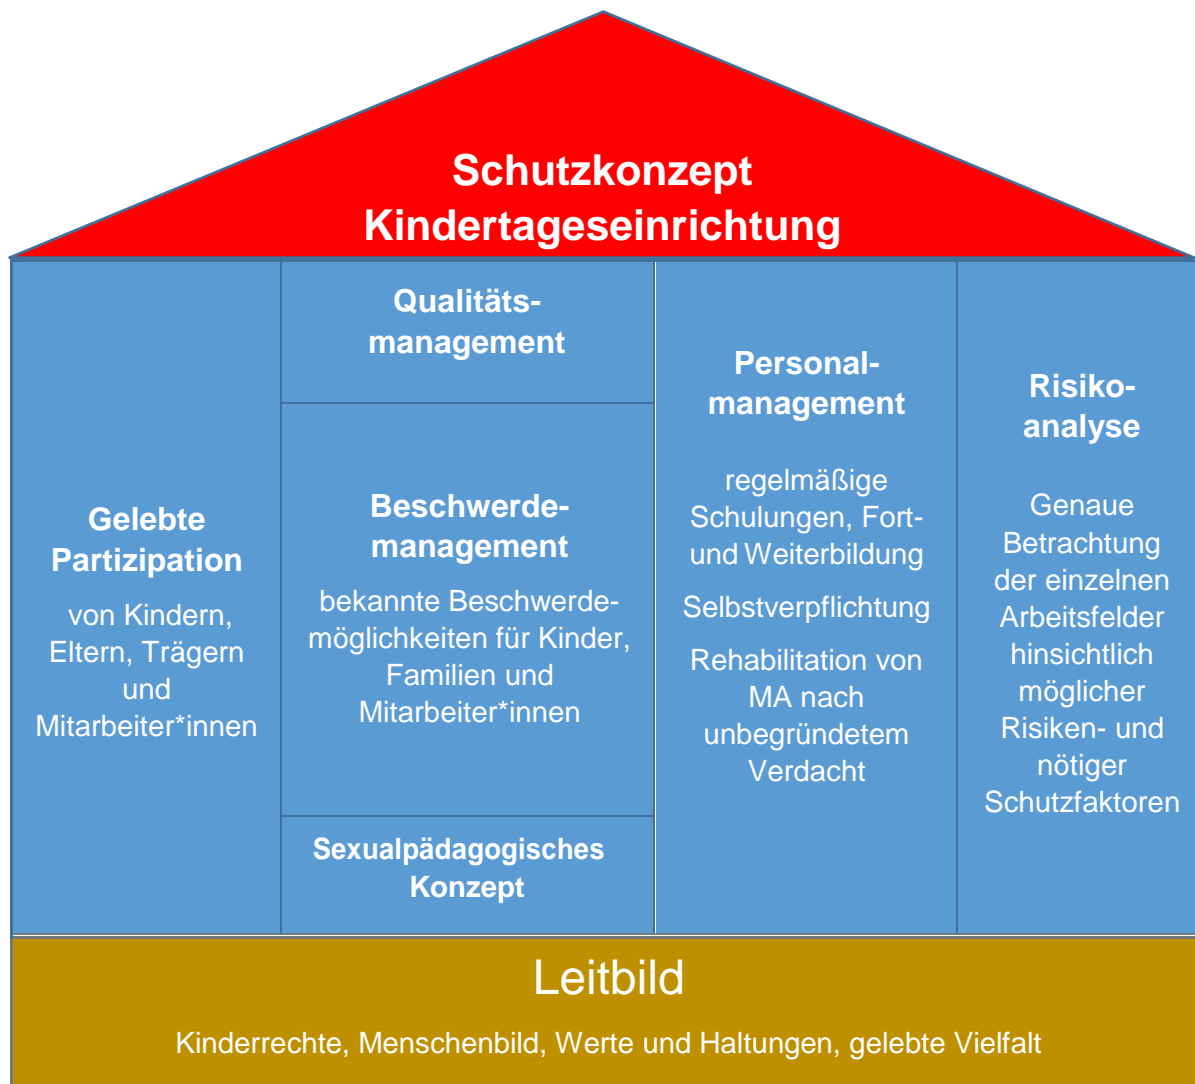 Schutzkonzept
Kindertageseinrichtung
Gelebte
Partizipation
von Kindern,
Eltern, Trägern
und
Mitarbeiter*innen
Qualitäts-
management
Beschwerde-
management
bekannte Beschwerde-
möglichkeiten für Kinder,
Familien und
Mitarbeiter*innen
Sexualpädagogisches
Konzept
Personal-
management
regelmäßige
Schulungen, Fort-
und Weiterbildung
Selbstverpflichtung
Rehabilitation von
MA nach
unbegründetem
Verdacht
Risiko-
analyse
Genaue
Betrachtung
der einzelnen
Arbeitsfelder
hinsichtlich
möglicher
Risiken- und
nötiger
Schutzfaktoren
Leitbild
Kinderrechte, Menschenbild, Werte und Haltungen, gelebte Vielfalt